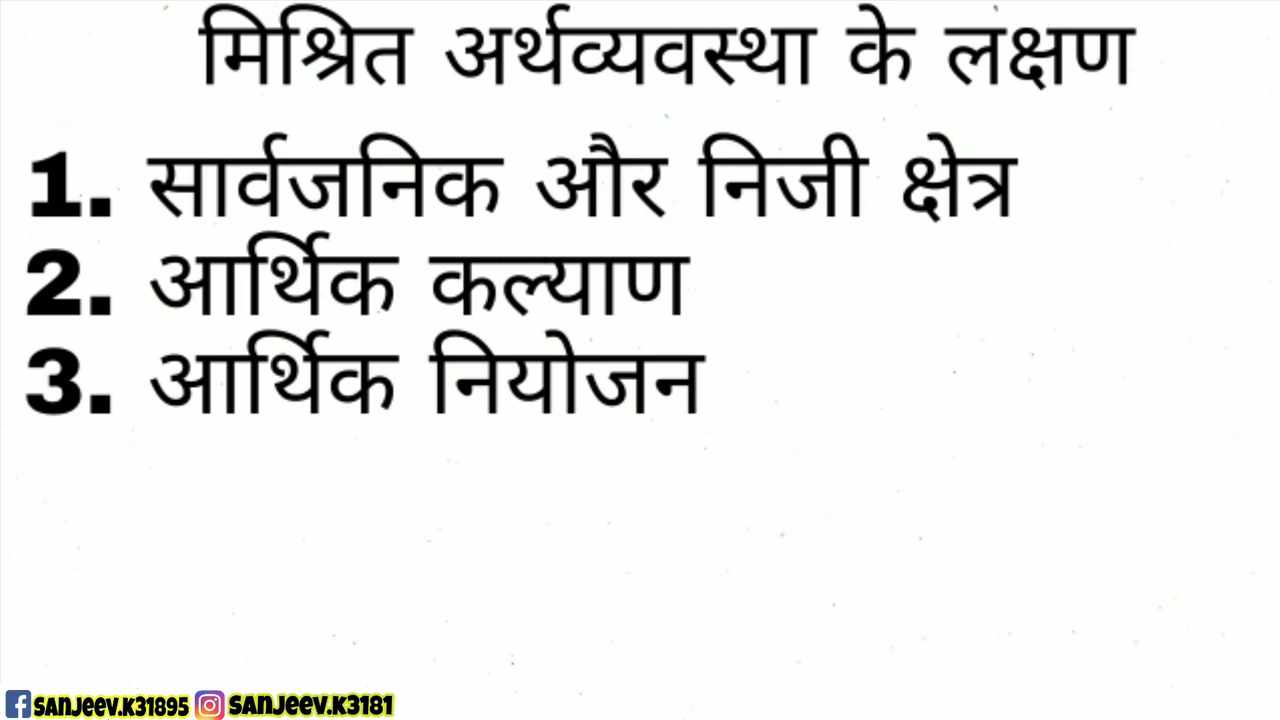 मिश्रित अर्थव्यवस्था के लक्षण
1. सार्वजनिक और निजी क्षेत्र
2. आर्थिक कल्याण
3. आर्थिक नियोजन
SANJEEV.K31895 SANJEEV.K3181